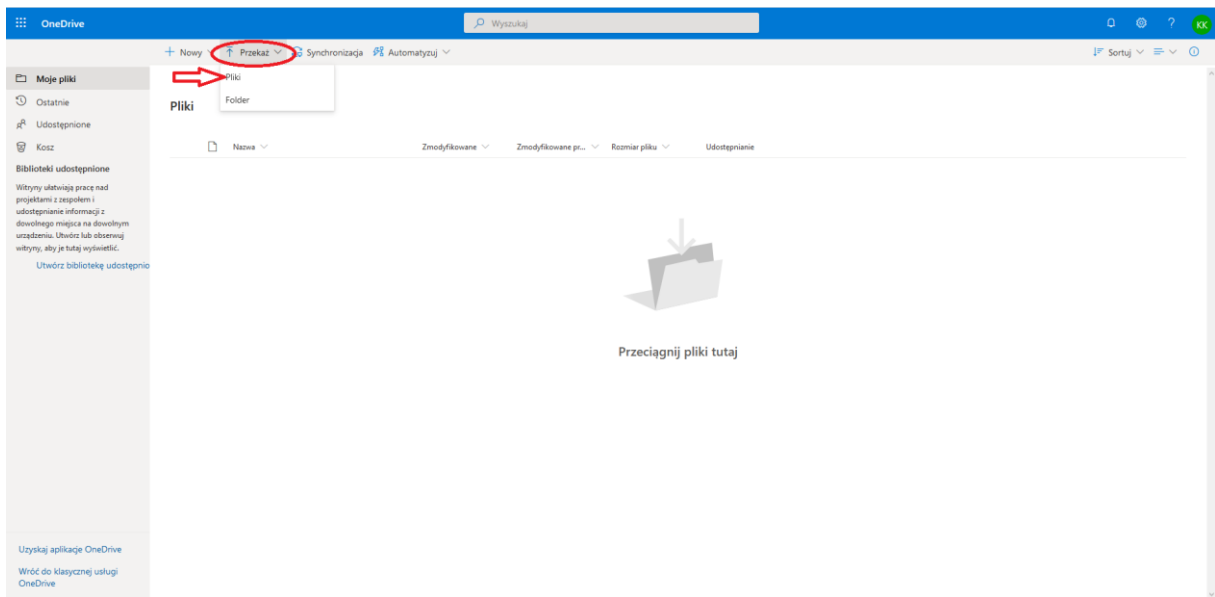 OneDrive
Wyszukaj
KK
Nowy
Przekaż
Synchronizacja
Automatyzuj
Sortuj
Pliki
Folder
Moje pliki
Ostatnie
Udostępnione
Kosz
Biblioteki udostępnione
Witryny ułatwiają pracę nad
projektami z zespołem i
udostępnianie informacji z
dowolnego miejsca na dowolnym
urządzeniu. Utwórz lub obserwuj
witryny, aby je tutaj wyświetlić.
Utwórz bibliotekę udostępnio
Uzyskaj aplikacje OneDrive
Wróć do klasycznej usługi
OneDrive
Pliki
Nazwa
Zmodyfikowane
Zmodyfikowane pr...
Rozmiar pliku
Udostępnianie
Przeciągnij pliki tutaj